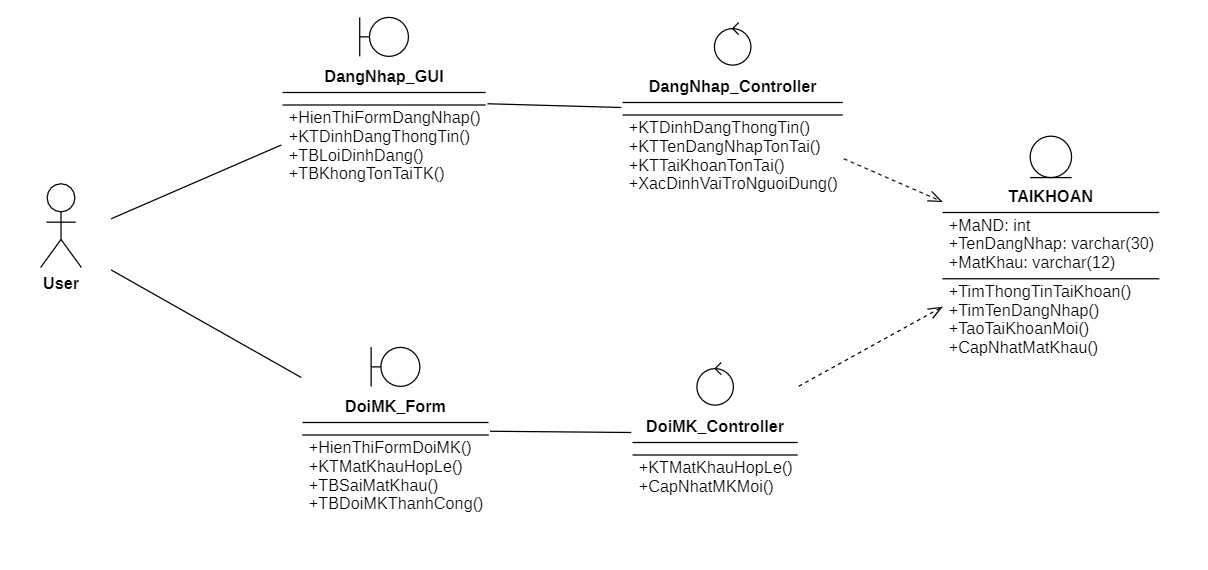 DangNhap_GUI
+HienThiFormDangNhap()
+KTDinhDangThongTin()
+TBLoiDinhDang()
+TBKhongTonTaiTK()
DangNhap_Controller
+KTDinhDangThongTin()
+KTTenDangNhapTonTai()
+KTTaiKhoanTonTai()
+XacDinhVaiTroNguoiDung()
TAIKHOAN
+MaND: int
+TenDangNhap: varchar(30)
+MatKhau: varchar(12)
+TimThongTinTaiKhoan()
+TimTenDangNhap()
+TaoTaiKhoanMoi()
+CapNhatMatKhau()
User
DoiMK_Form
+HienThiFormDoiMK()
+KTMatKhauHopLe()
+TBSaiMatKhau()
+TBDoiMKThanhCong()
DoiMK_Controller
+KTMatKhauHopLe()
+CapNhatMKMoi()